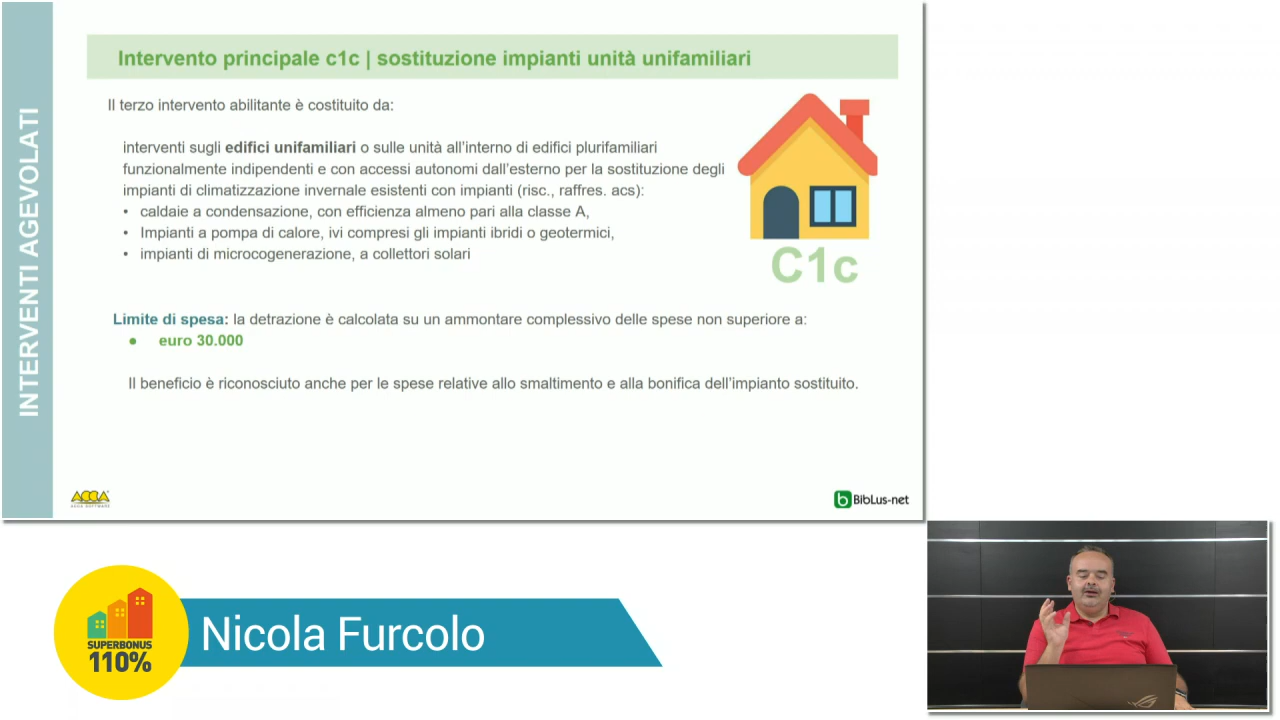 INTERVENTI AGEVOLATI
Intervento principale c1c | sostituzione impianti unità unifamiliari
Il terzo intervento abilitante è costituito da:
interventi sugli edifici unifamiliari o sulle unità all'interno di edifici plurifamiliari
funzionalmente indipendenti e con accessi autonomi dall'esterno per la sostituzione degli
impianti di climatizzazione invernale esistenti con impianti (risc., raffres. acs):
• caldaie a condensazione, con efficienza almeno pari alla classe A,
• Impianti a pompa di calore, ivi compresi gli impianti ibridi o geotermici,
• impianti di microcogenerazione, a collettori solari
C1c
Limite di spesa: la detrazione è calcolata su un ammontare complessivo delle spese non superiore a:
● euro 30.000
Il beneficio è riconosciuto anche per le spese relative allo smaltimento e alla bonifica dell'impianto sostituito.
ACCA
ACCA SOFTWARE
b BibLus-net
SUPERBONUS
110%
Nicola Furcolo